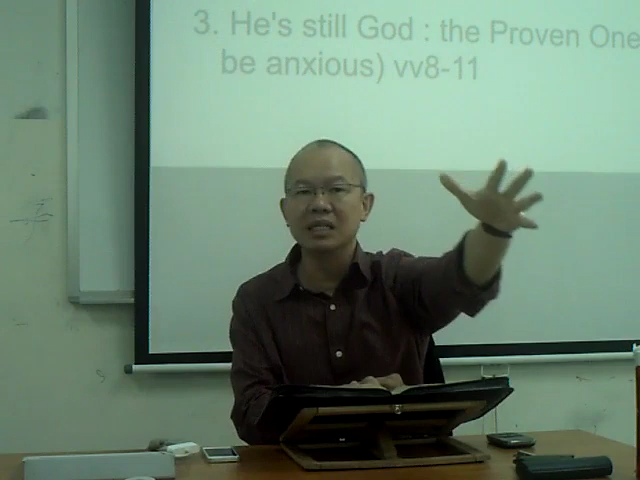 3. He's still God : the Proven One
be anxious) vv8-11